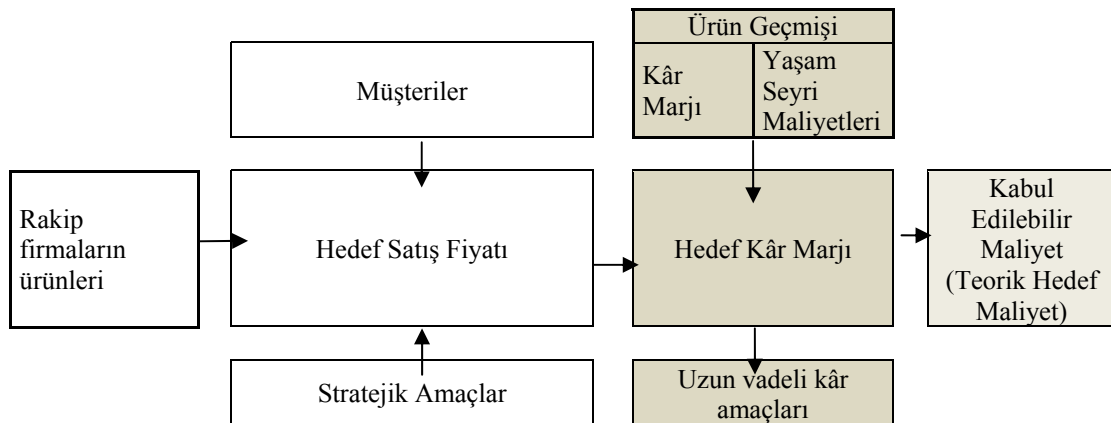 Ürün Geçmişi
Kâr
Marjı
Yaşam
Seyri
Maliyetleri
Müşteriler
Rakip
firmaların
ürünleri
Hedef Satış Fiyatı
Hedef Kâr Marjı
Kabul
Edilebilir
Maliyet
(Teorik Hedef
Maliyet)
Stratejik Amaçlar
Uzun vadeli kâr
amaçları